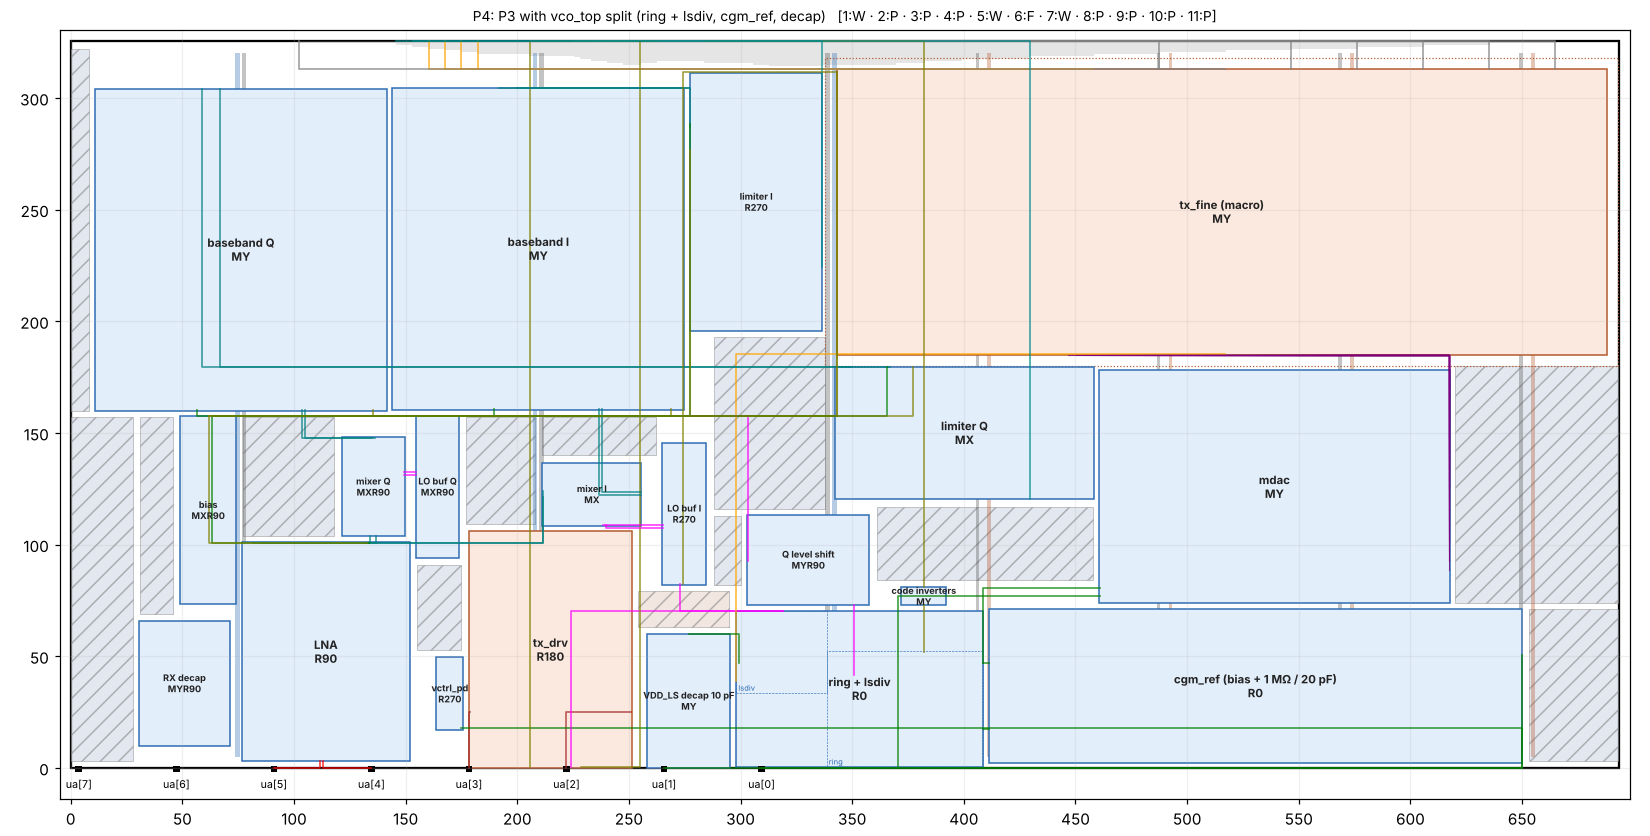 P4: P3 with vco_top split (ring + lsdiv, cgm_ref, decap)   [1:W · 2:P · 3:P · 4:P · 5:W · 6:F · 7:W · 8:P · 9:P · 10:P · 11:P]
300
250
200
150
100
50
0
limiter I
R270
tx_fine (macro)
MY
baseband Q
MY
baseband I
MY
limiter Q
MX
mdac
MY
mixer Q
MXR90
LO buf Q
MXR90
mixer I
MX
bias
MXR90
LO buf I
R270
Q level shift
MYR90
code inverters
MY
LNA
R90
tx_drv
R180
RX decap
MYR90
vctrl_pd
R270
VDD_LS decap 10 pF
MY
lsdiv
ring + lsdiv
R0
ring
cgm_ref (bias + 1 MΩ / 20 pF)
R0
ua[7]
ua[6]
ua[5]
ua[4]
ua[3]
ua[2]
ua[1]
ua[0]
0
50
100
150
200
250
300
350
400
450
500
550
600
650